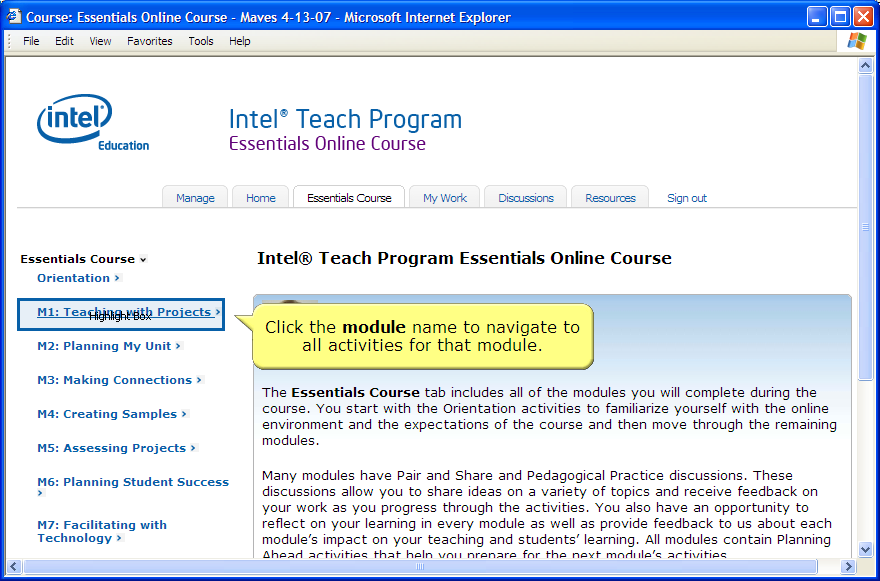 Course: Essentials Online Course - Maves 4-13-07 - Microsoft Internet Explorer
File Edit View Favorites Tools Help
intel
Education
Intel® Teach Program
Essentials Online Course
Manage Home Essentials Course My Work Discussions Resources Sign out
Essentials Course
Orientation ›
M1: Teaching with Projects ›
Highlight Box
M2: Planning My Unit ›
M3: Making Connections ›
M4: Creating Samples ›
M5: Assessing Projects ›
M6: Planning Student Success
›
M7: Facilitating with
Technology ›
Intel® Teach Program Essentials Online Course
Click the module name to navigate to
all activities for that module.
The Essentials Course tab includes all of the modules you will complete during the
course. You start with the Orientation activities to familiarize yourself with the online
environment and the expectations of the course and then move through the remaining
modules.
Many modules have Pair and Share and Pedagogical Practice discussions. These
discussions allow you to share ideas on a variety of topics and receive feedback on
your work as you progress through the activities. You also have an opportunity to
reflect on your learning in every module as well as provide feedback to us about each
module's impact on your teaching and students' learning. All modules contain Planning
Ahead activities that help you prepare for the next module's activities.